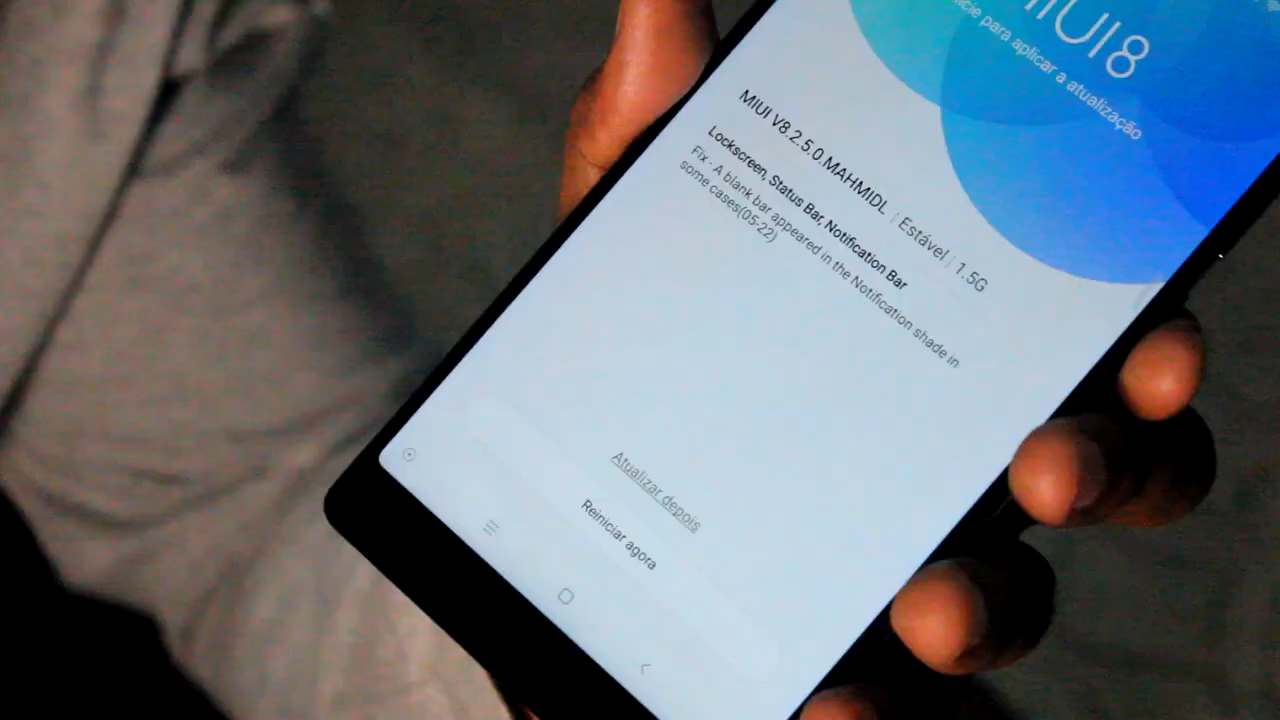 MIUI8
para aplicar a atualização
MIUI V8.2.5.0.MAHMIDL | Estável | 1.5G
Lockscreen, Status Bar, Notification Bar
Fix - A blank bar appeared in the Notification shade in
some cases(05-22)
Atualizar depois
Reiniciar agora